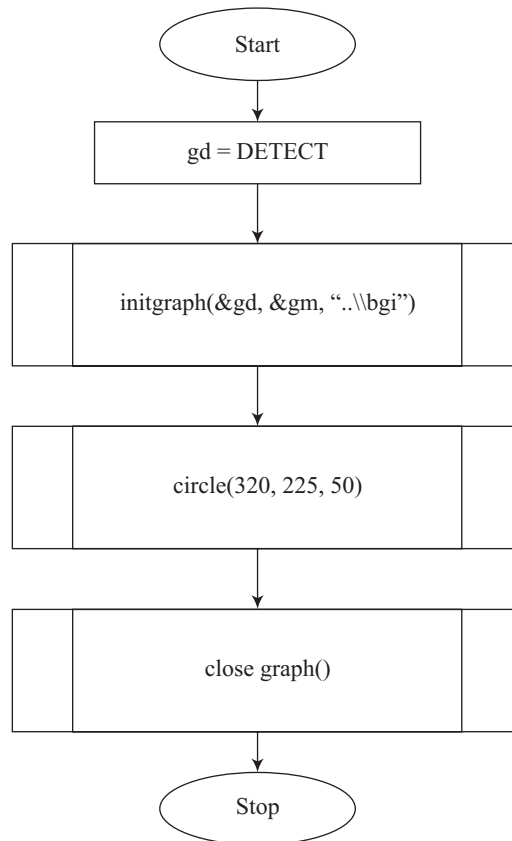 Start
gd = DETECT
initgraph(&gd, &gm, “..\\bgi”)
circle(320, 225, 50)
close graph()
Stop